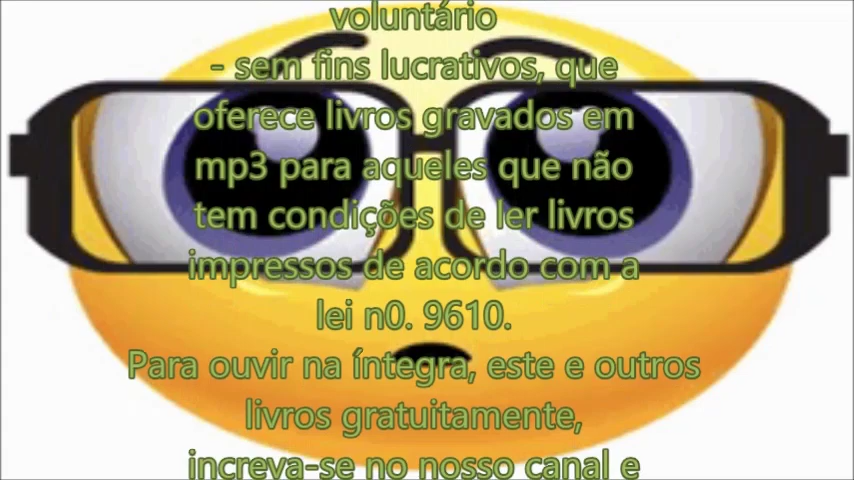 voluntário
- sem fins lucrativos, que
oferece livros gravados em
mp3 para aqueles que não
tem condições de ler livros
impressos de acordo com a
lei n0. 9610.
Para ouvir na íntegra, este e outros
livros gratuitamente,
increva-se no nosso canal e